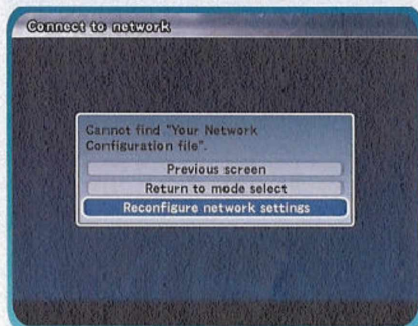 Connect to network
Cannot find "Your Network
Configuration file".
Previous screen
Return to mode select
Reconfigure network settings